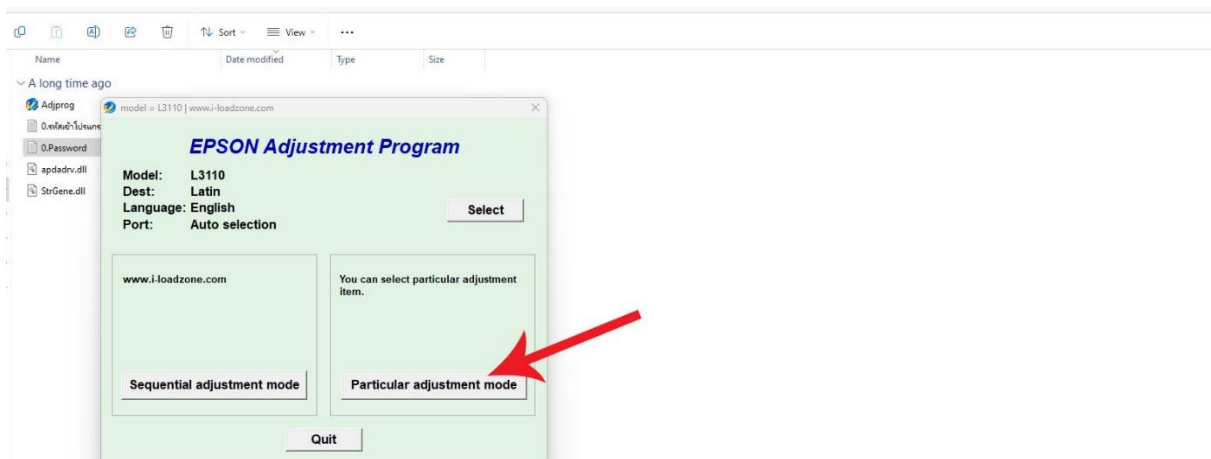 Sort
View
Name
Date modified
Type
Size
A long time ago
Adjprog
model = L3110 | www.i-loadzone.com
0.Password
apdadrv.dll
StrGene.dll
EPSON Adjustment Program
Model: L3110
Dest: Latin
Language: English
Port: Auto selection
Select
www.i-loadzone.com
You can select particular adjustment
item.
Sequential adjustment mode
Particular adjustment mode
Quit